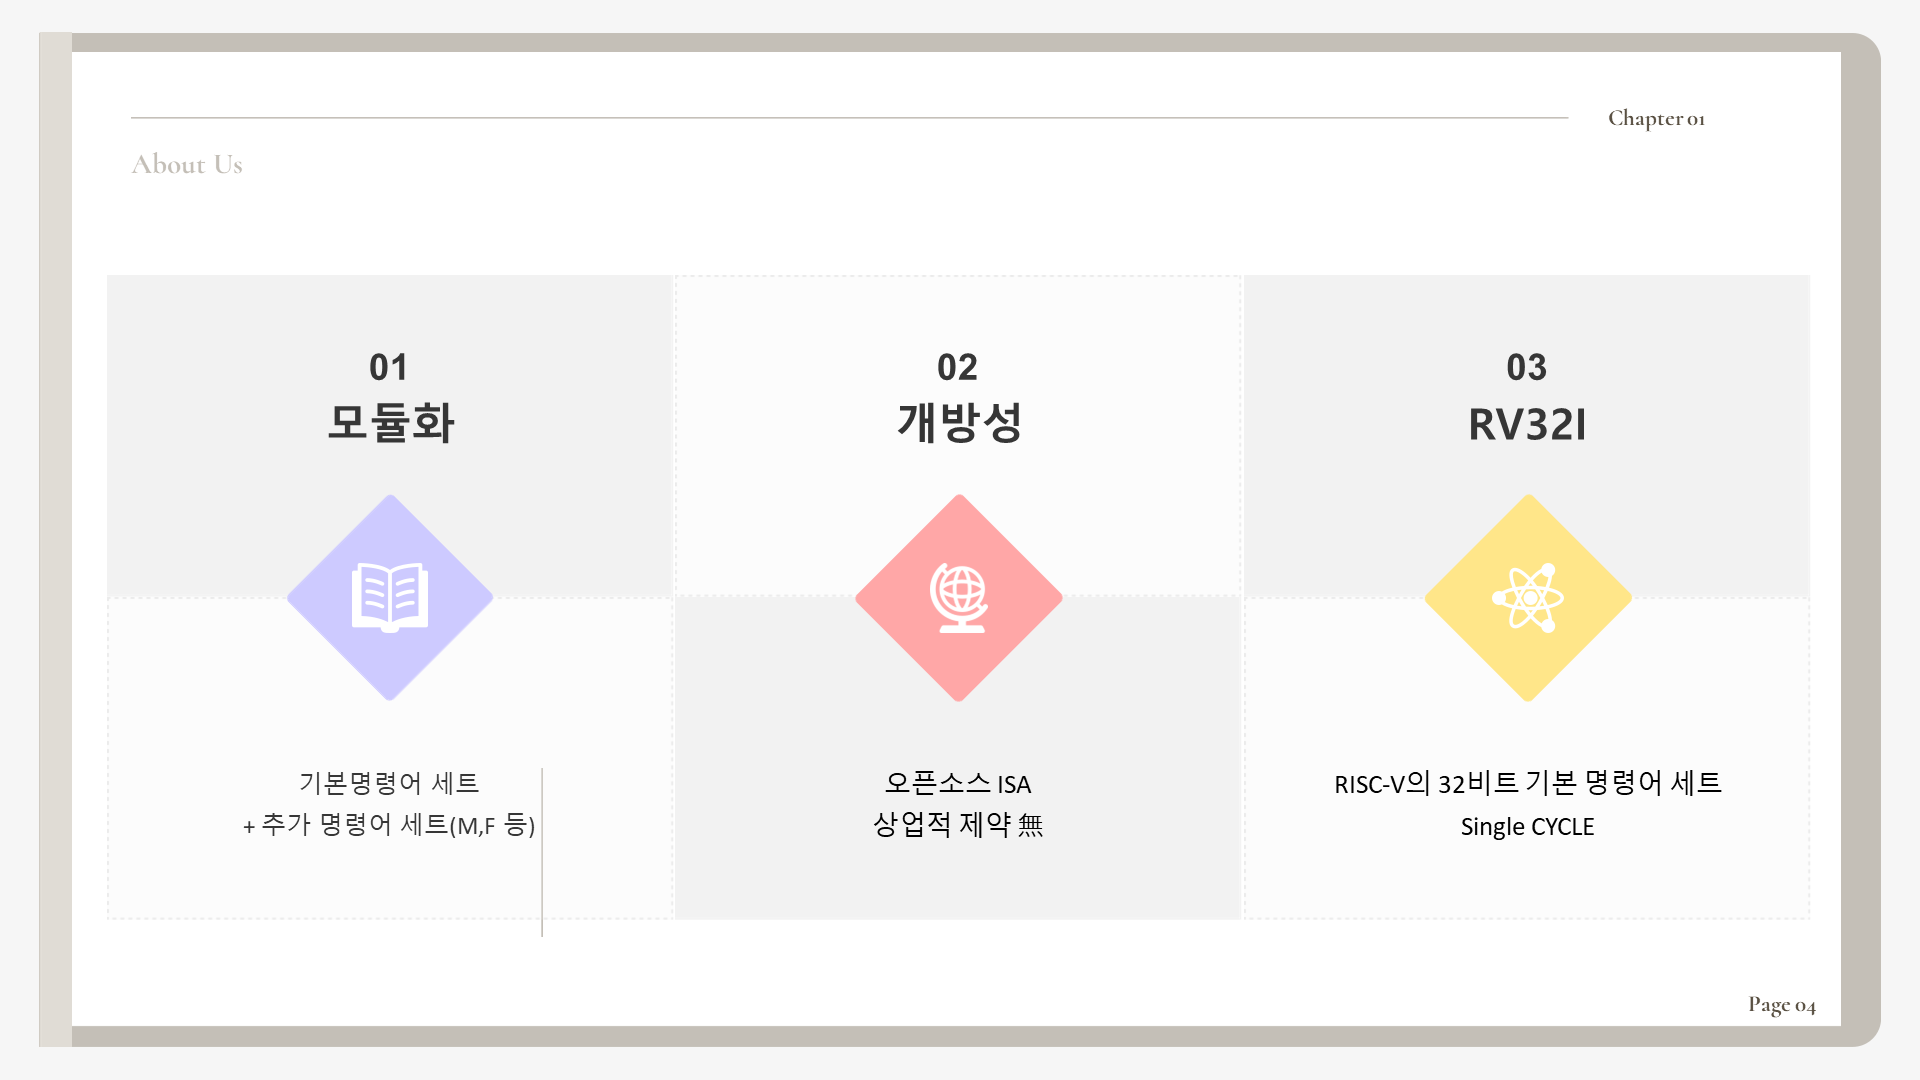 Chapter 01
About Us
01
모듈화
02
개방성
03
RV32I
기본명령어 세트
+ 추가 명령어 세트(M,F 등)
오픈소스 ISA
상업적 제약 無
RISC-V의 32비트 기본 명령어 세트
Single CYCLE
Page 04